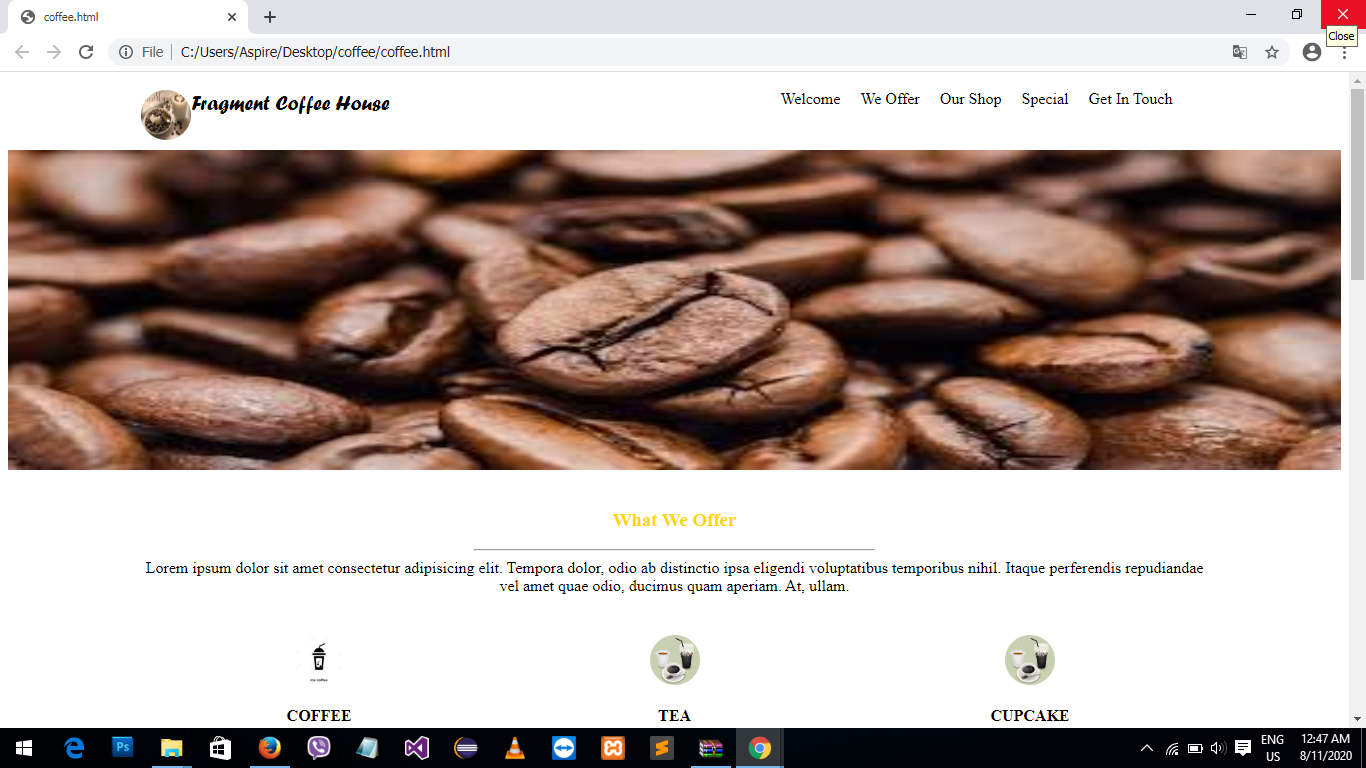 coffee.html
Close
File
C:/Users/Aspire/Desktop/coffee/coffee.html
Fragment Coffee House
Welcome We Offer Our Shop Special Get In Touch
What We Offer
Lorem ipsum dolor sit amet consectetur adipisicing elit. Tempora dolor, odio ab distinctio ipsa eligendi voluptatibus temporibus nihil. Itaque perferendis repudiandae
vel amet quae odio, ducimus quam aperiam. At, ullam.
COFFEE TEA CUPCAKE
Ps
ENG 12:47 AM
US 8/11/2020